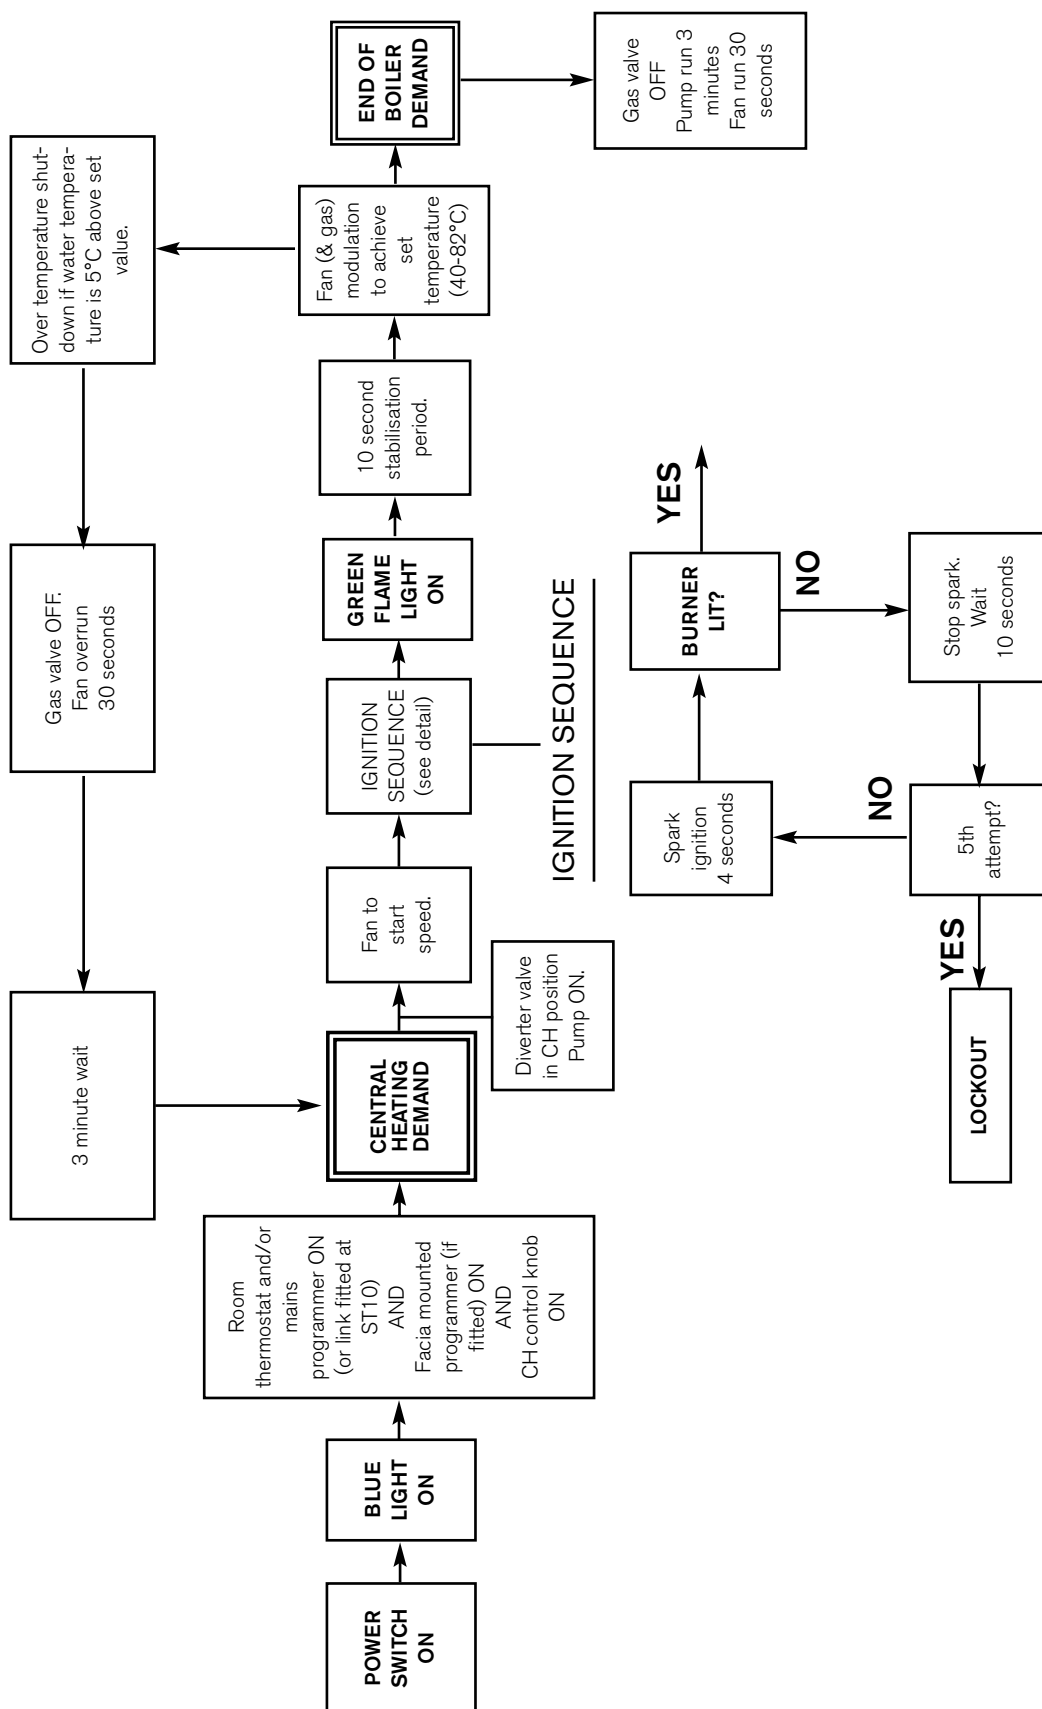 POWER
SWITCH
ON
BLUE
LIGHT
ON
Room
thermostat and/or
mains
programmer ON
(or link fitted at
ST10)
AND
Facia mounted
programmer (if
fitted) ON
AND
CH control knob
ON
CENTRAL
HEATING
DEMAND
Diverter valve
in CH position
Pump ON.
Fan to
start
speed.
IGNITION
SEQUENCE
(see detail)
GREEN
FLAME
LIGHT
ON
10 second
stabilisation
period.
Fan (& gas)
modulation
to achieve
set
temperature
(40-82°C)
END OF
BOILER
DEMAND
Gas valve
OFF
Pump run 3
minutes
Fan run 30
seconds
Over temperature shut-
down if water tempera-
ture is 5°C above set
value.
Gas valve OFF.
Fan overrun
30 seconds
3 minute wait
IGNITION SEQUENCE
Spark
ignition
4 seconds
BURNER
LIT?
YES
NO
Stop spark.
Wait
10 seconds
5th
attempt?
NO
YES
LOCKOUT